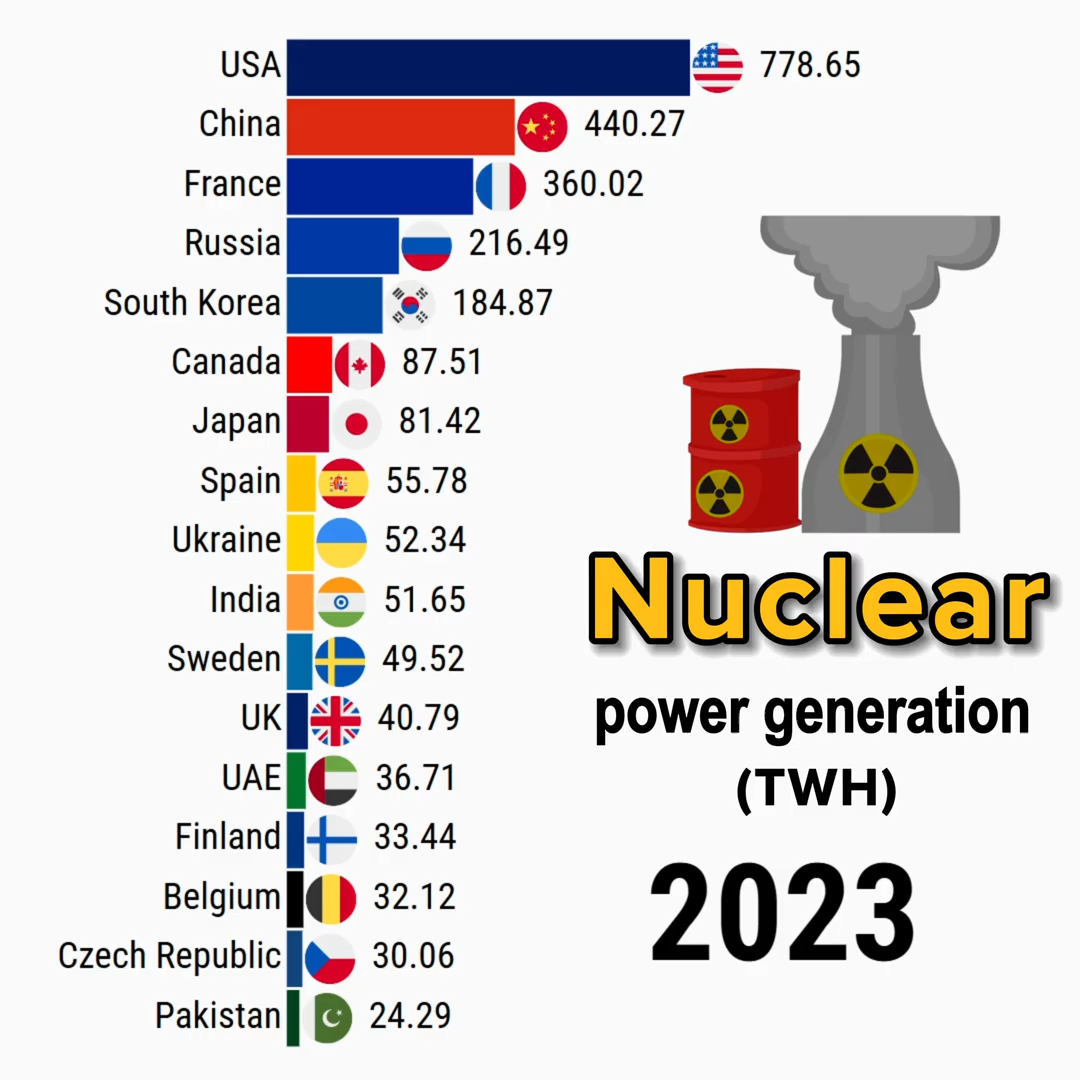 USA 778.65
China 440.27
France 360.02
Russia 216.49
South Korea 184.87
Canada 87.51
Japan 81.42
Spain 55.78
Ukraine 52.34
India 51.65
Sweden 49.52
UK 40.79
UAE 36.71
Finland 33.44
Belgium 32.12
Czech Republic 30.06
Pakistan 24.29
Nuclear
power generation
(TWH)
2023